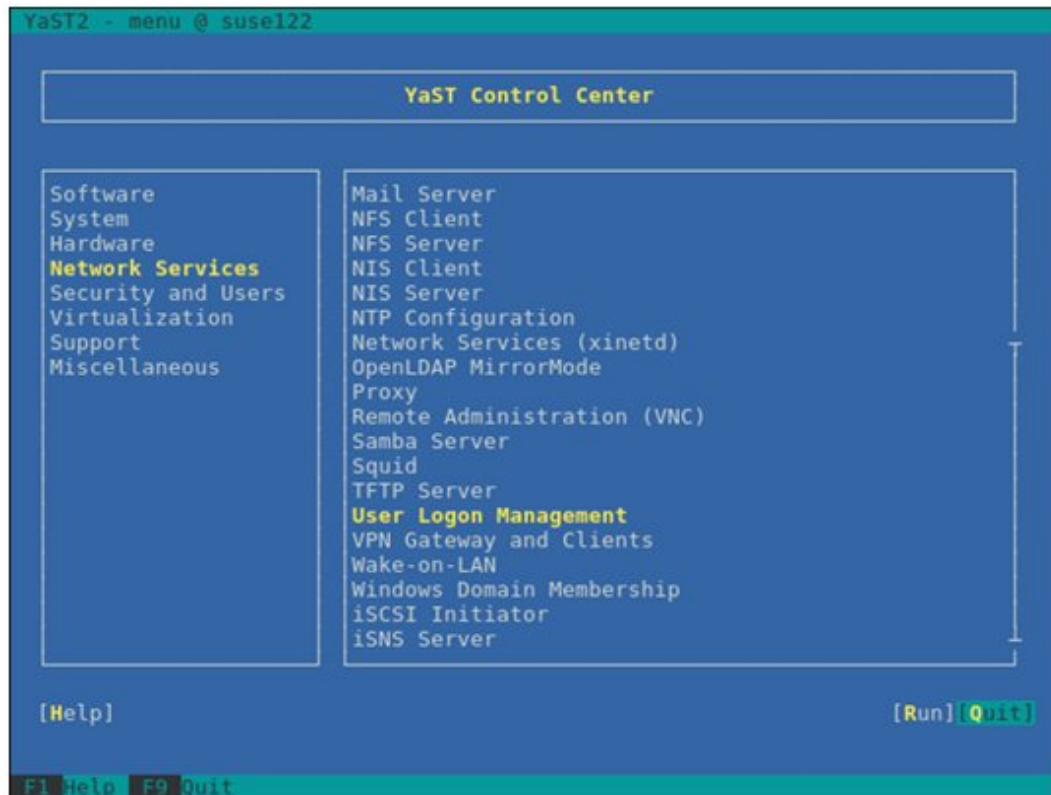 YaST2 - menu @ suse122
YaST Control Center
Software
System
Hardware
Network Services
Security and Users
Virtualization
Support
Miscellaneous
Mail Server
NFS Client
NFS Server
NIS Client
NIS Server
NTP Configuration
Network Services (xinetd)
OpenLDAP MirrorMode
Proxy
Remote Administration (VNC)
Samba Server
Squid
TFTP Server
User Logon Management
VPN Gateway and Clients
Wake-on-LAN
Windows Domain Membership
iSCSI Initiator
iSNS Server
[Help] [Run][Quit]
F1 Help F9 Quit